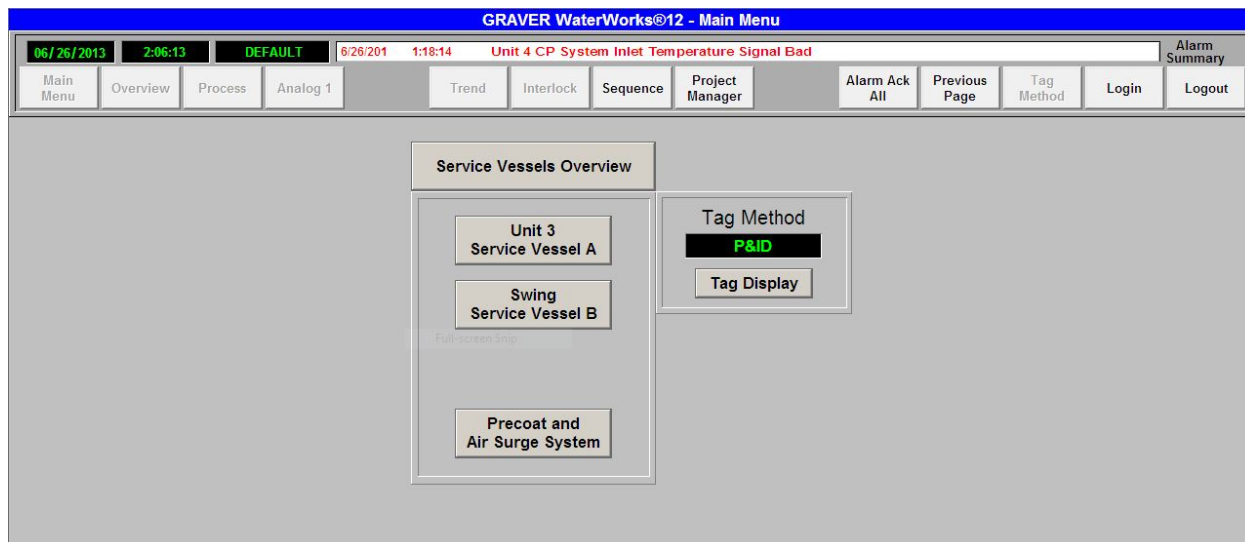 GRAVER WaterWorks®12 - Main Menu
06/26/2013 2:06:13 DEFAULT 6/26/201 1:18:14 Unit 4 CP System Inlet Temperature Signal Bad Alarm
Summary
Main
Menu
Overview
Process
Analog 1
Trend
Interlock
Sequence
Project
Manager
Alarm Ack
All
Previous
Page
Tag
Method
Login
Logout
Service Vessels Overview
Unit 3
Service Vessel A
Swing
Service Vessel B
Full-screen Snip
Precoat and
Air Surge System
Tag Method
P&ID
Tag Display